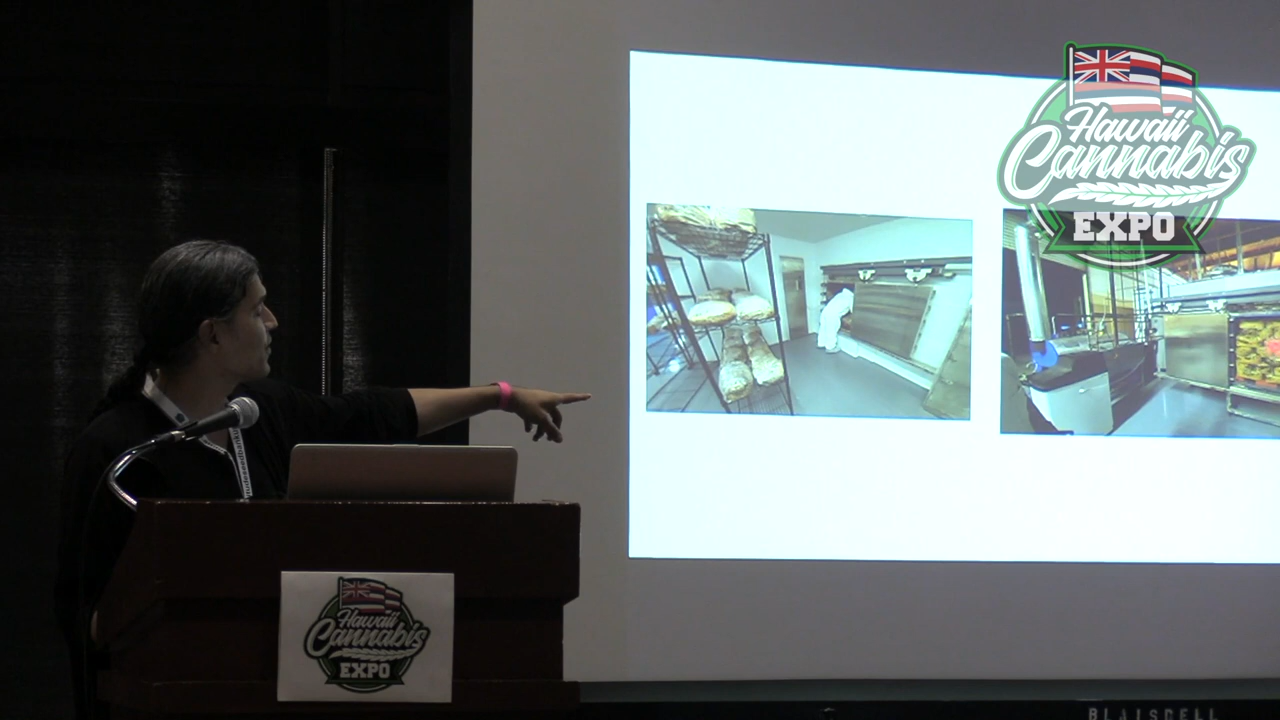 Hawaii
Cannabis
EXPO
Hawaii
Cannabis
EXPO
BLAISDELL